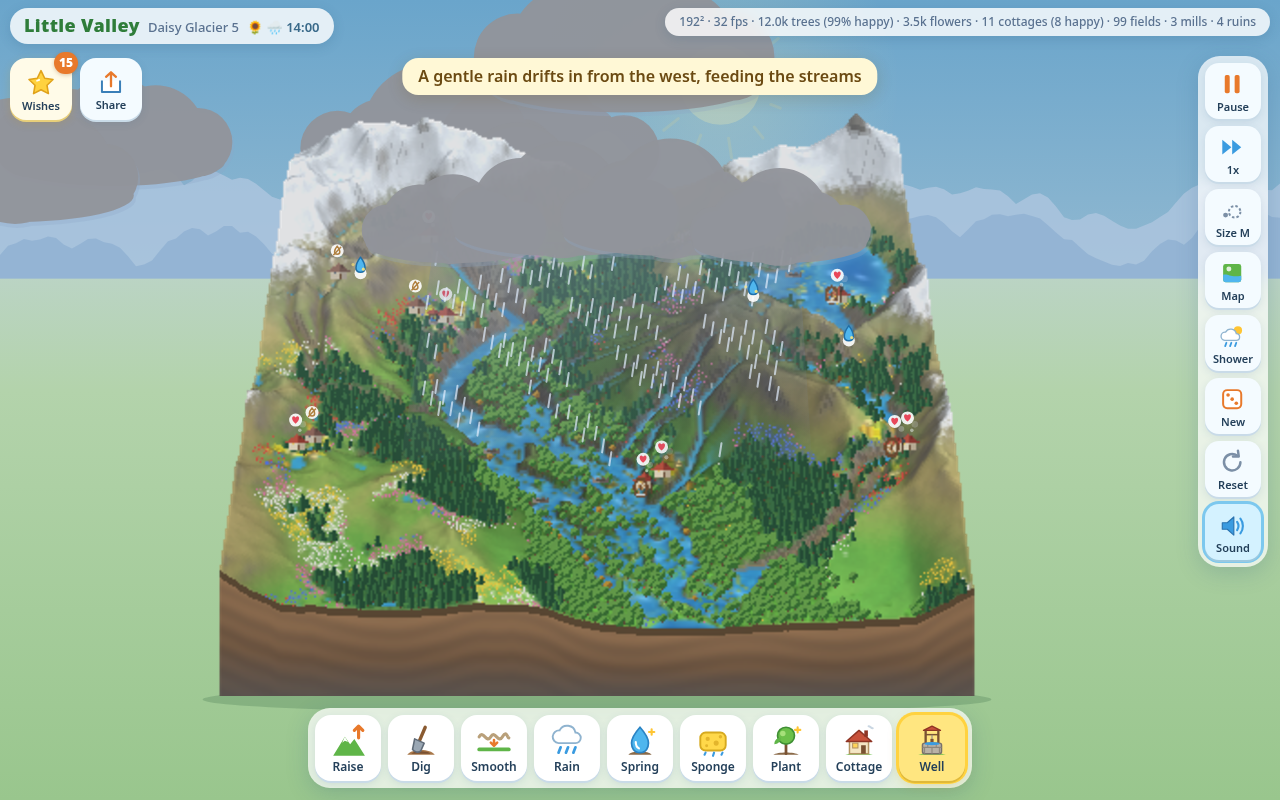 Little Valley Daisy Glacier 5 14:00
192² · 32 fps · 12.0k trees (99% happy) · 3.5k flowers · 11 cottages (8 happy) · 99 fields · 3 mills · 4 ruins
15
Wishes
Share
A gentle rain drifts in from the west, feeding the streams
Pause
1x
Size M
Map
Shower
New
Reset
Sound
Raise
Dig
Smooth
Rain
Spring
Sponge
Plant
Cottage
Well